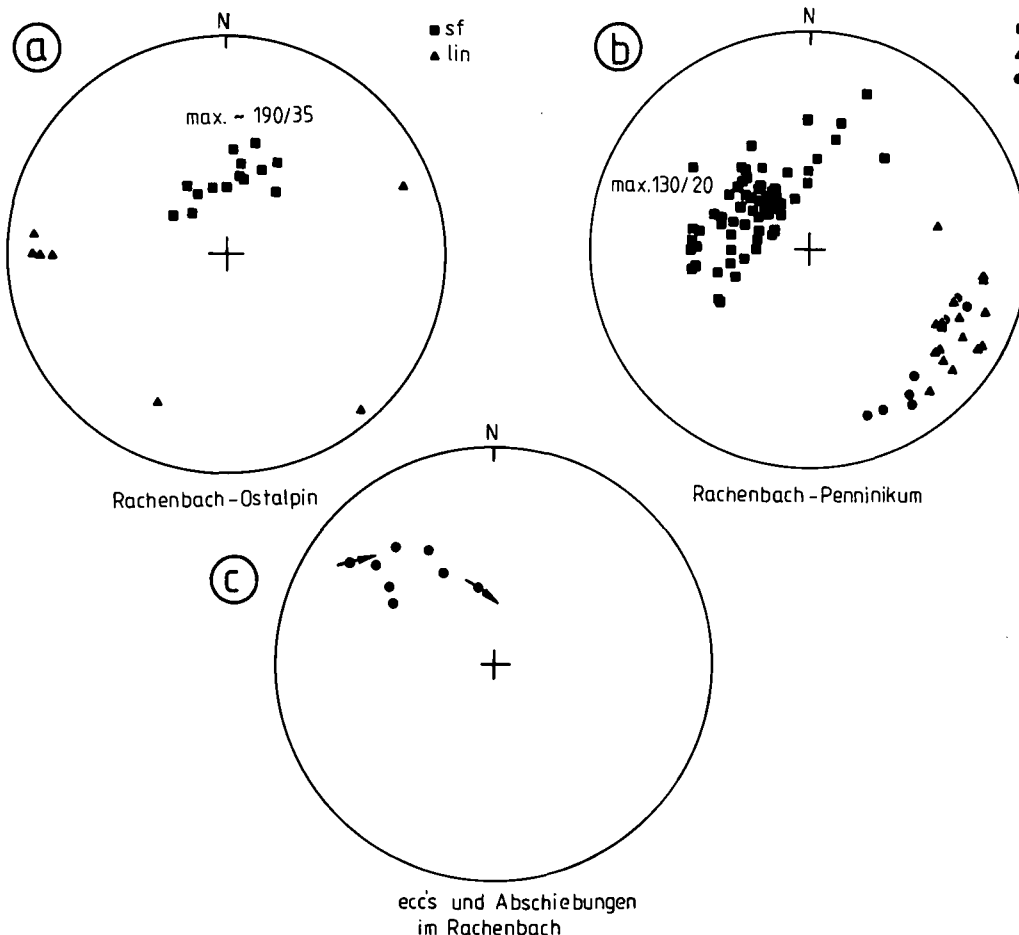 a
N
sf
lin
max. ~ 190/35
Rachenbach-Ostalpin
b
N
max.130/20
Rachenbach-Penninikum
c
N
ecc's und Abschiebungen
im Rachenbach